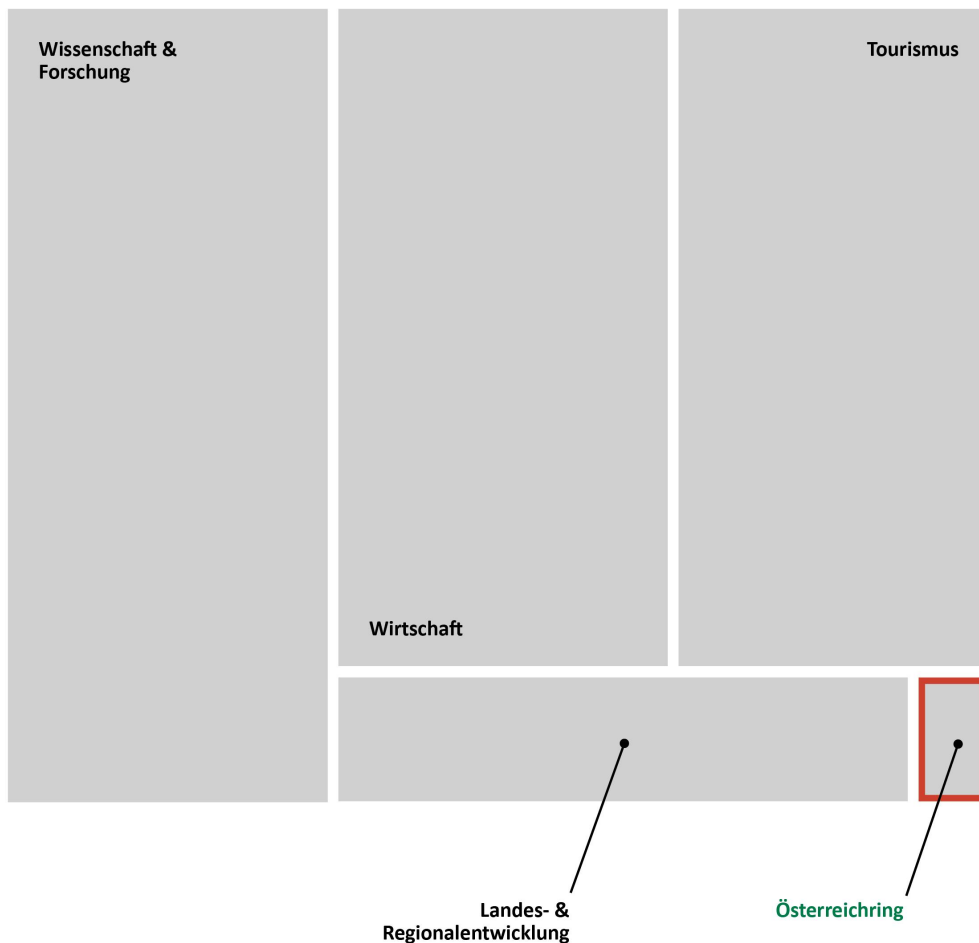 Wissenschaft &
Forschung
Tourismus
Wirtschaft
Landes- &
Regionalentwicklung
Österreichring